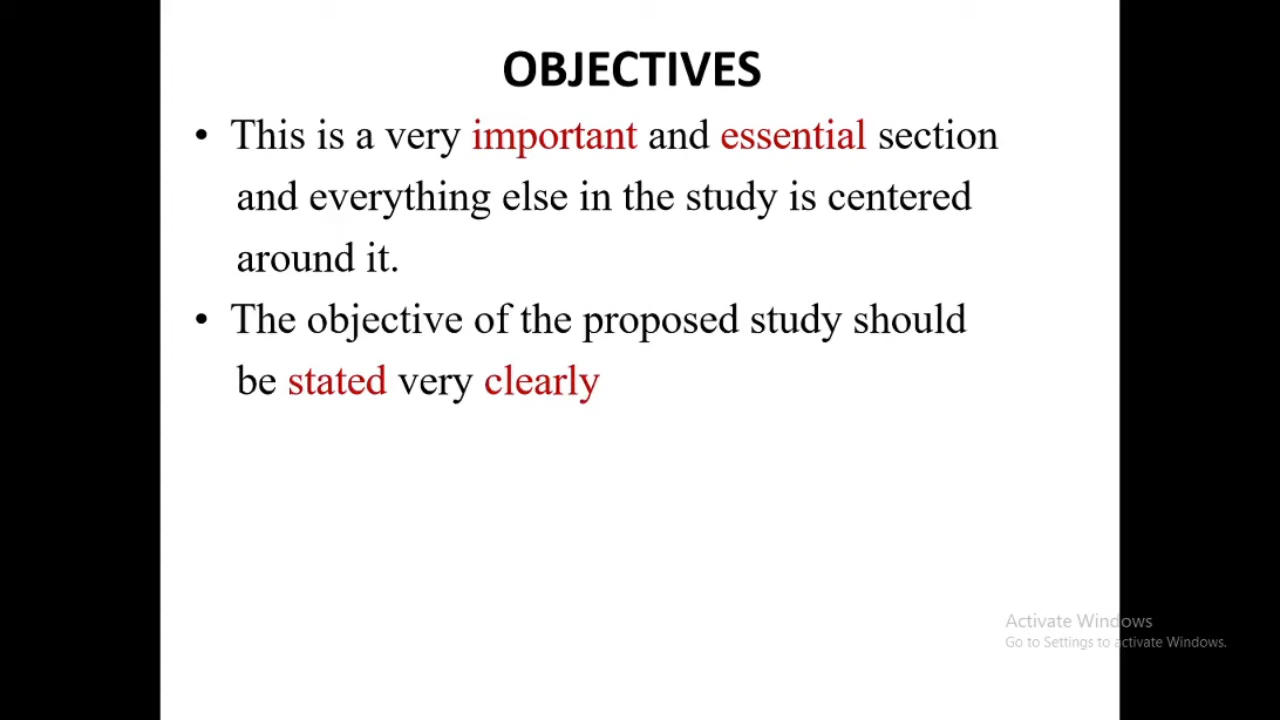 OBJECTIVES
• This is a very important and essential section
and everything else in the study is centered
around it.
• The objective of the proposed study should
be stated very clearly
Activate Windows
Go to Settings to activate Windows.